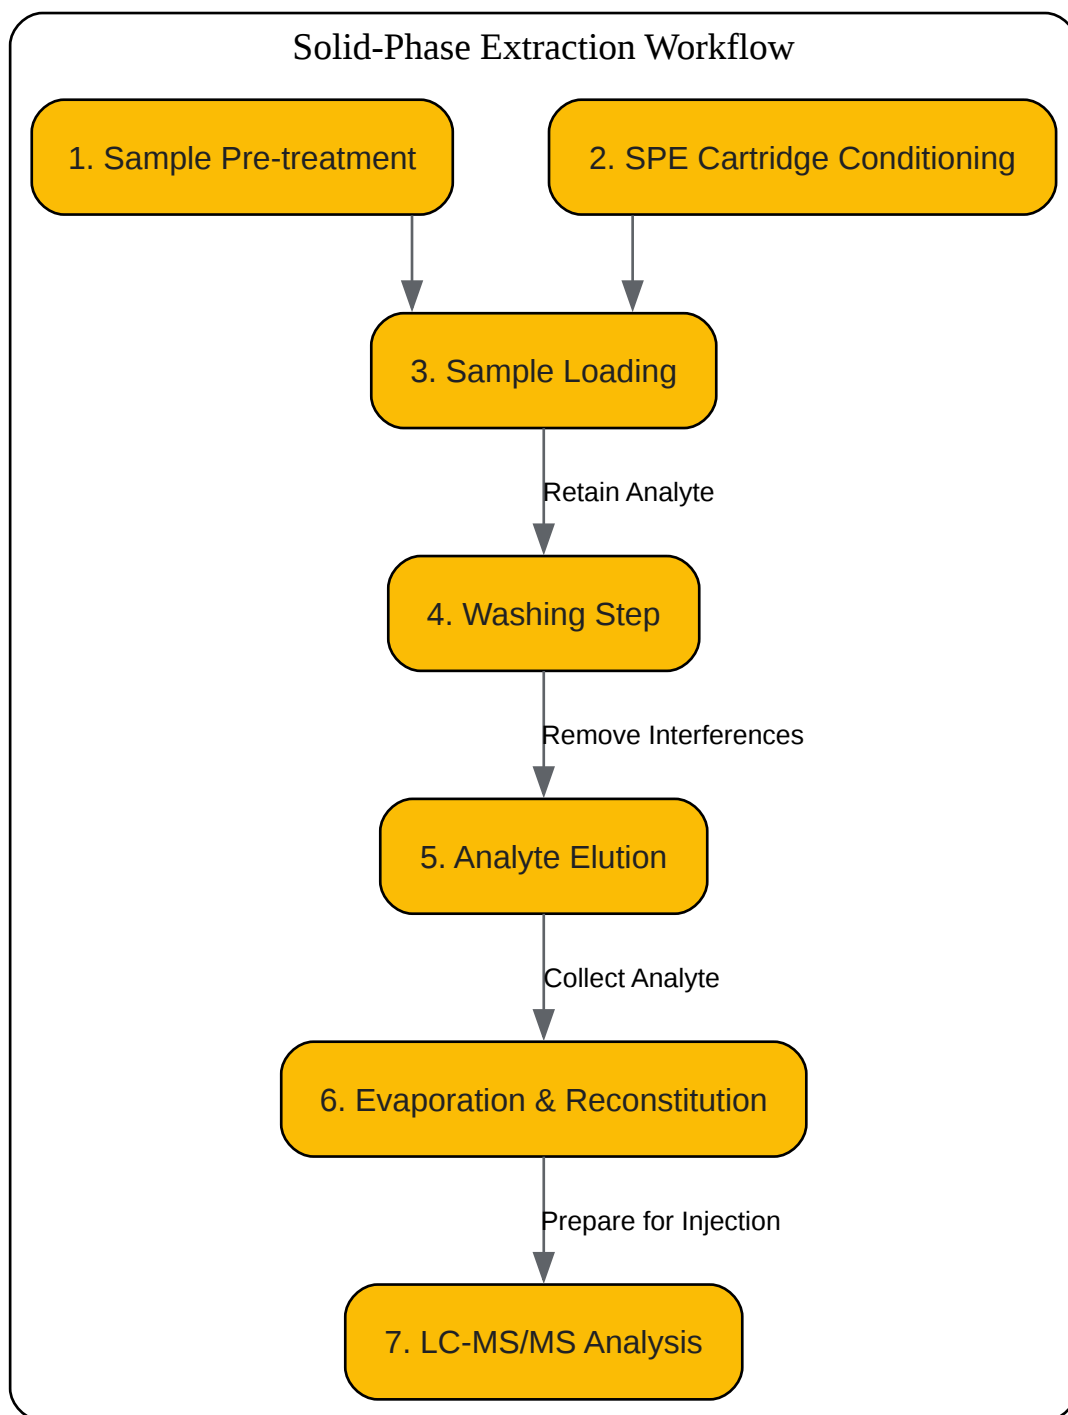 Solid-Phase Extraction Workflow
1. Sample Pre-treatment
2. SPE Cartridge Conditioning
3. Sample Loading
Retain Analyte
4. Washing Step
Remove Interferences
5. Analyte Elution
Collect Analyte
6. Evaporation & Reconstitution
Prepare for Injection
7. LC-MS/MS Analysis